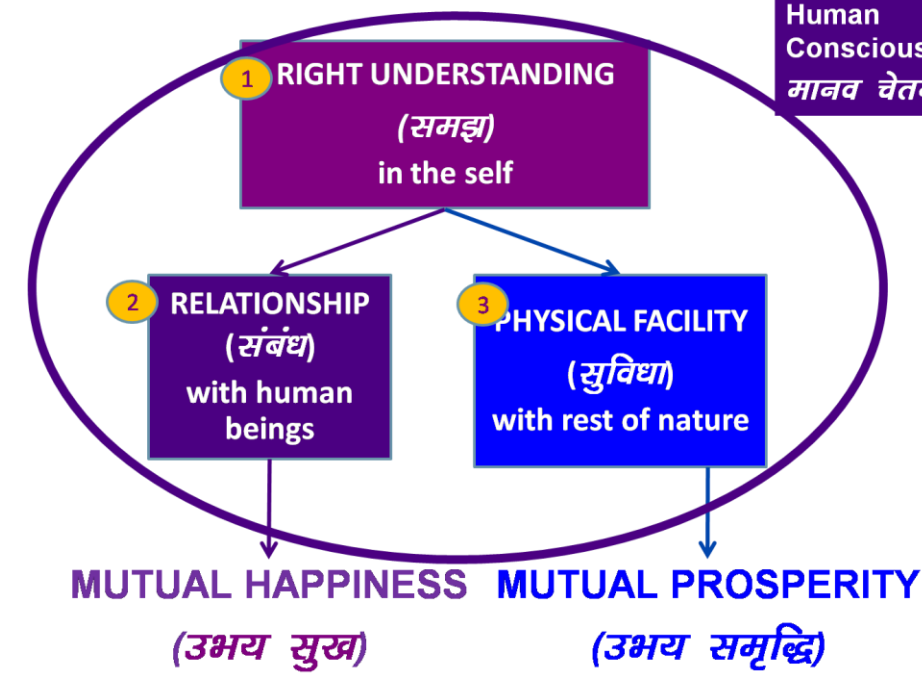 Human
1 RIGHT UNDERSTANDING
(समझ)
in the self
2 RELATIONSHIP
(संबंध)
with human
beings
3 PHYSICAL FACILITY
(सुविधा)
with rest of nature
MUTUAL HAPPINESS MUTUAL PROSPERITY
(उभय सुख) (उभय समृद्धि)
मानव